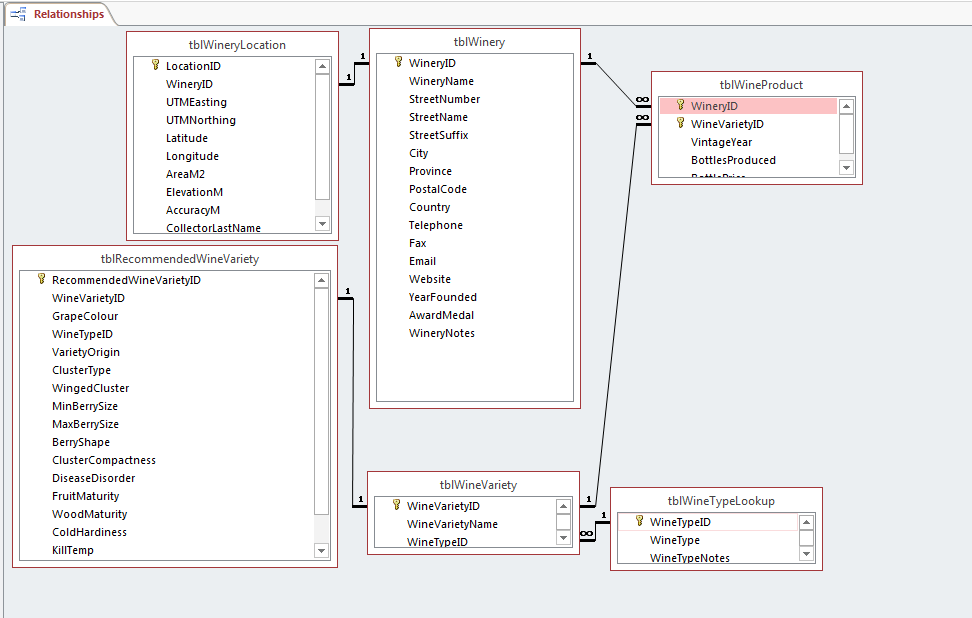 Relationships
tblWineryLocation
LocationID
WineryID
UTMEasting
UTMNorthing
Latitude
Longitude
AreaM2
ElevationM
AccuracyM
CollectorLastName
1
1
tblWinery
WineryID
WineryName
StreetNumber
StreetName
StreetSuffix
City
Province
PostalCode
Country
Telephone
Fax
Email
Website
YearFounded
AwardMedal
WineryNotes
1
∞
∞
tblWineProduct
WineryID
WineVarietyID
VintageYear
BottlesProduced
BottlePrice
tblRecommendedWineVariety
RecommendedWineVarietyID
WineVarietyID
GrapeColour
WineTypeID
VarietyOrigin
ClusterType
WingedCluster
MinBerrySize
MaxBerrySize
BerryShape
ClusterCompactness
DiseaseDisorder
FruitMaturity
WoodMaturity
ColdHardiness
KillTemp
1
1
tblWineVariety
WineVarietyID
WineVarietyName
WineTypeID
1
∞
1
tblWineTypeLookup
WineTypeID
WineType
WineTypeNotes